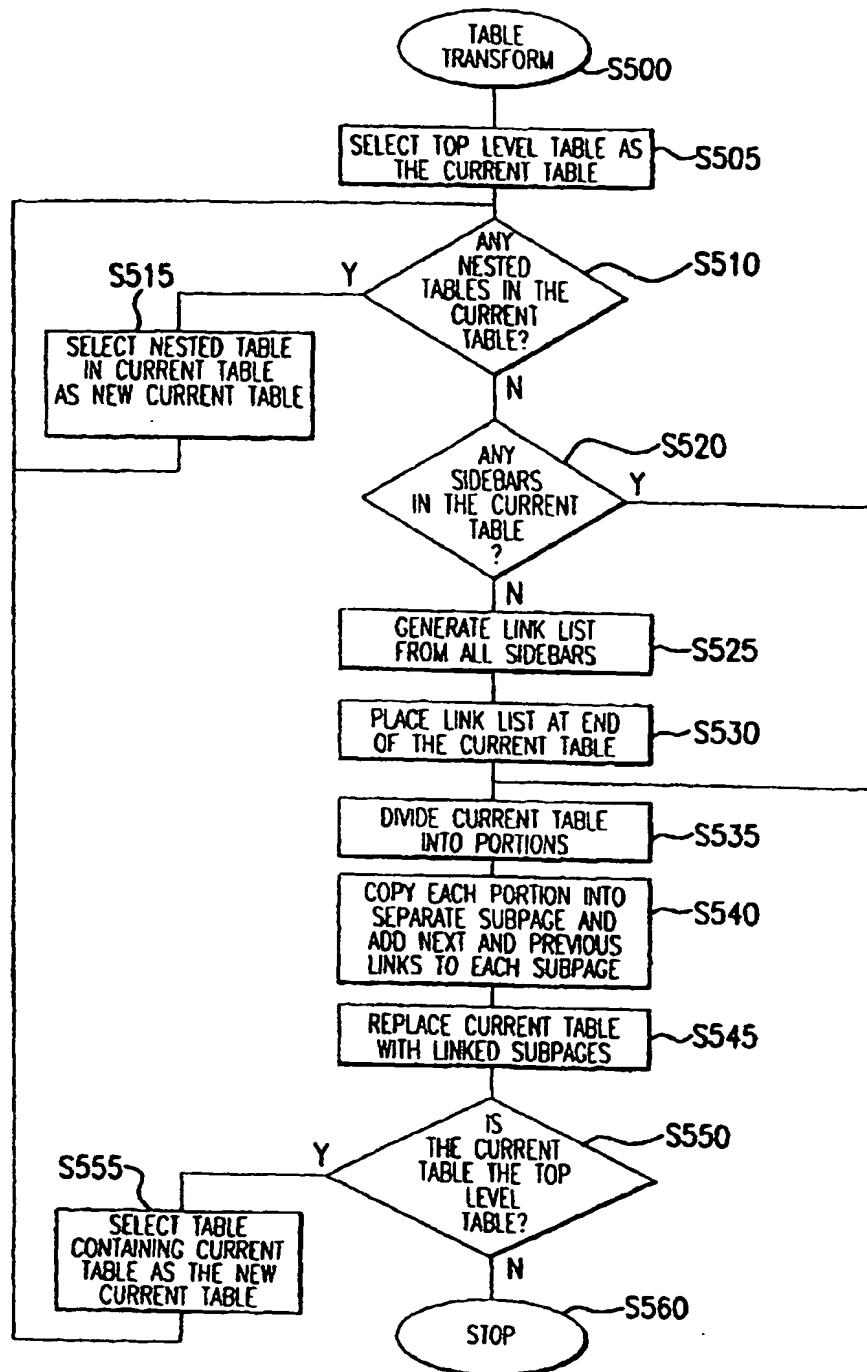 TABLE
TRANSFORM
S500
SELECT TOP LEVEL TABLE AS
THE CURRENT TABLE
S505
ANY
NESTED
TABLES IN THE
CURRENT
TABLE?
S510
Y
S515
SELECT NESTED TABLE
IN CURRENT TABLE
AS NEW CURRENT TABLE
N
ANY
SIDEBARS
IN THE CURRENT
TABLE
?
S520
Y
N
GENERATE LINK LIST
FROM ALL SIDEBARS
S525
PLACE LINK LIST AT END
OF THE CURRENT TABLE
S530
DIVIDE CURRENT TABLE
INTO PORTIONS
S535
COPY EACH PORTION INTO
SEPARATE SUBPAGE AND
ADD NEXT AND PREVIOUS
LINKS TO EACH SUBPAGE
S540
REPLACE CURRENT TABLE
WITH LINKED SUBPAGES
S545
IS
THE CURRENT
TABLE THE TOP
LEVEL
TABLE?
S550
Y
S555
SELECT TABLE
CONTAINING CURRENT
TABLE AS THE NEW
CURRENT TABLE
N
STOP
S560